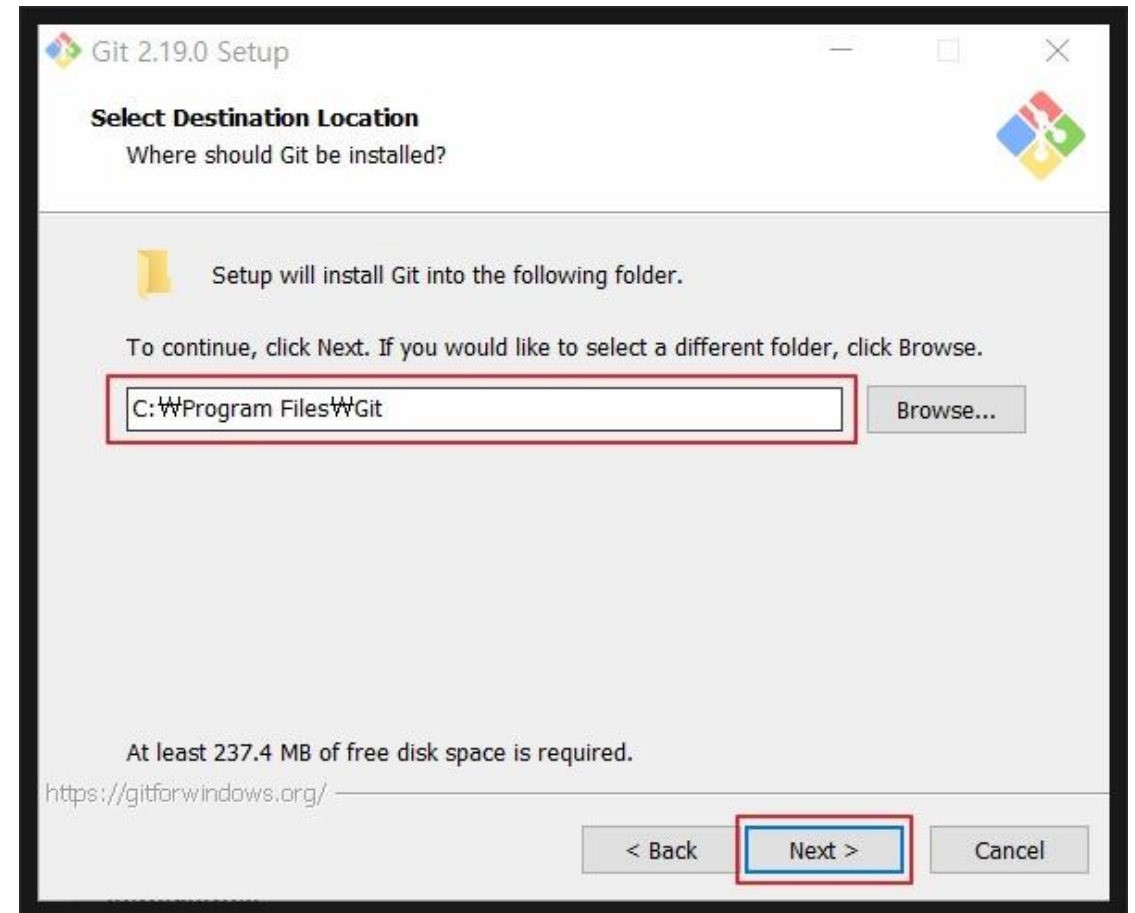 Git 2.19.0 Setup
Select Destination Location
Where should Git be installed?
Setup will install Git into the following folder.
To continue, click Next. If you would like to select a different folder, click Browse.
C:₩Program Files₩Git
Browse...
At least 237.4 MB of free disk space is required.
https://gitforwindows.org/
< Back
Next >
Cancel